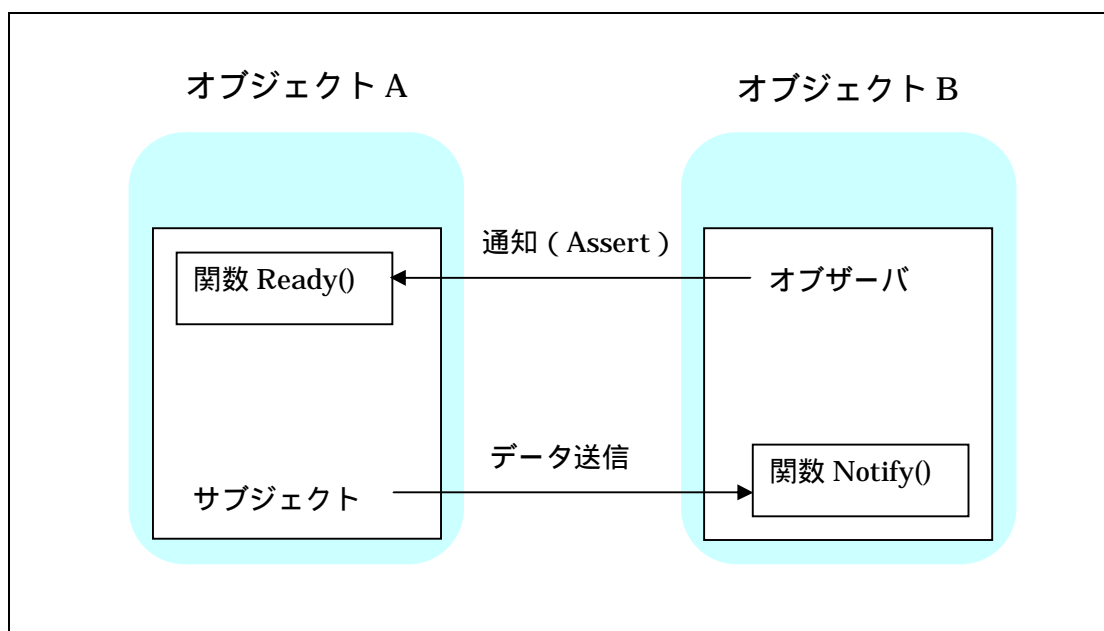 オブジェクト A
オブジェクト B
通知 ( Assert )
関数 Ready()
オブザーバ
データ送信
関数 Notify()
サブジェクト